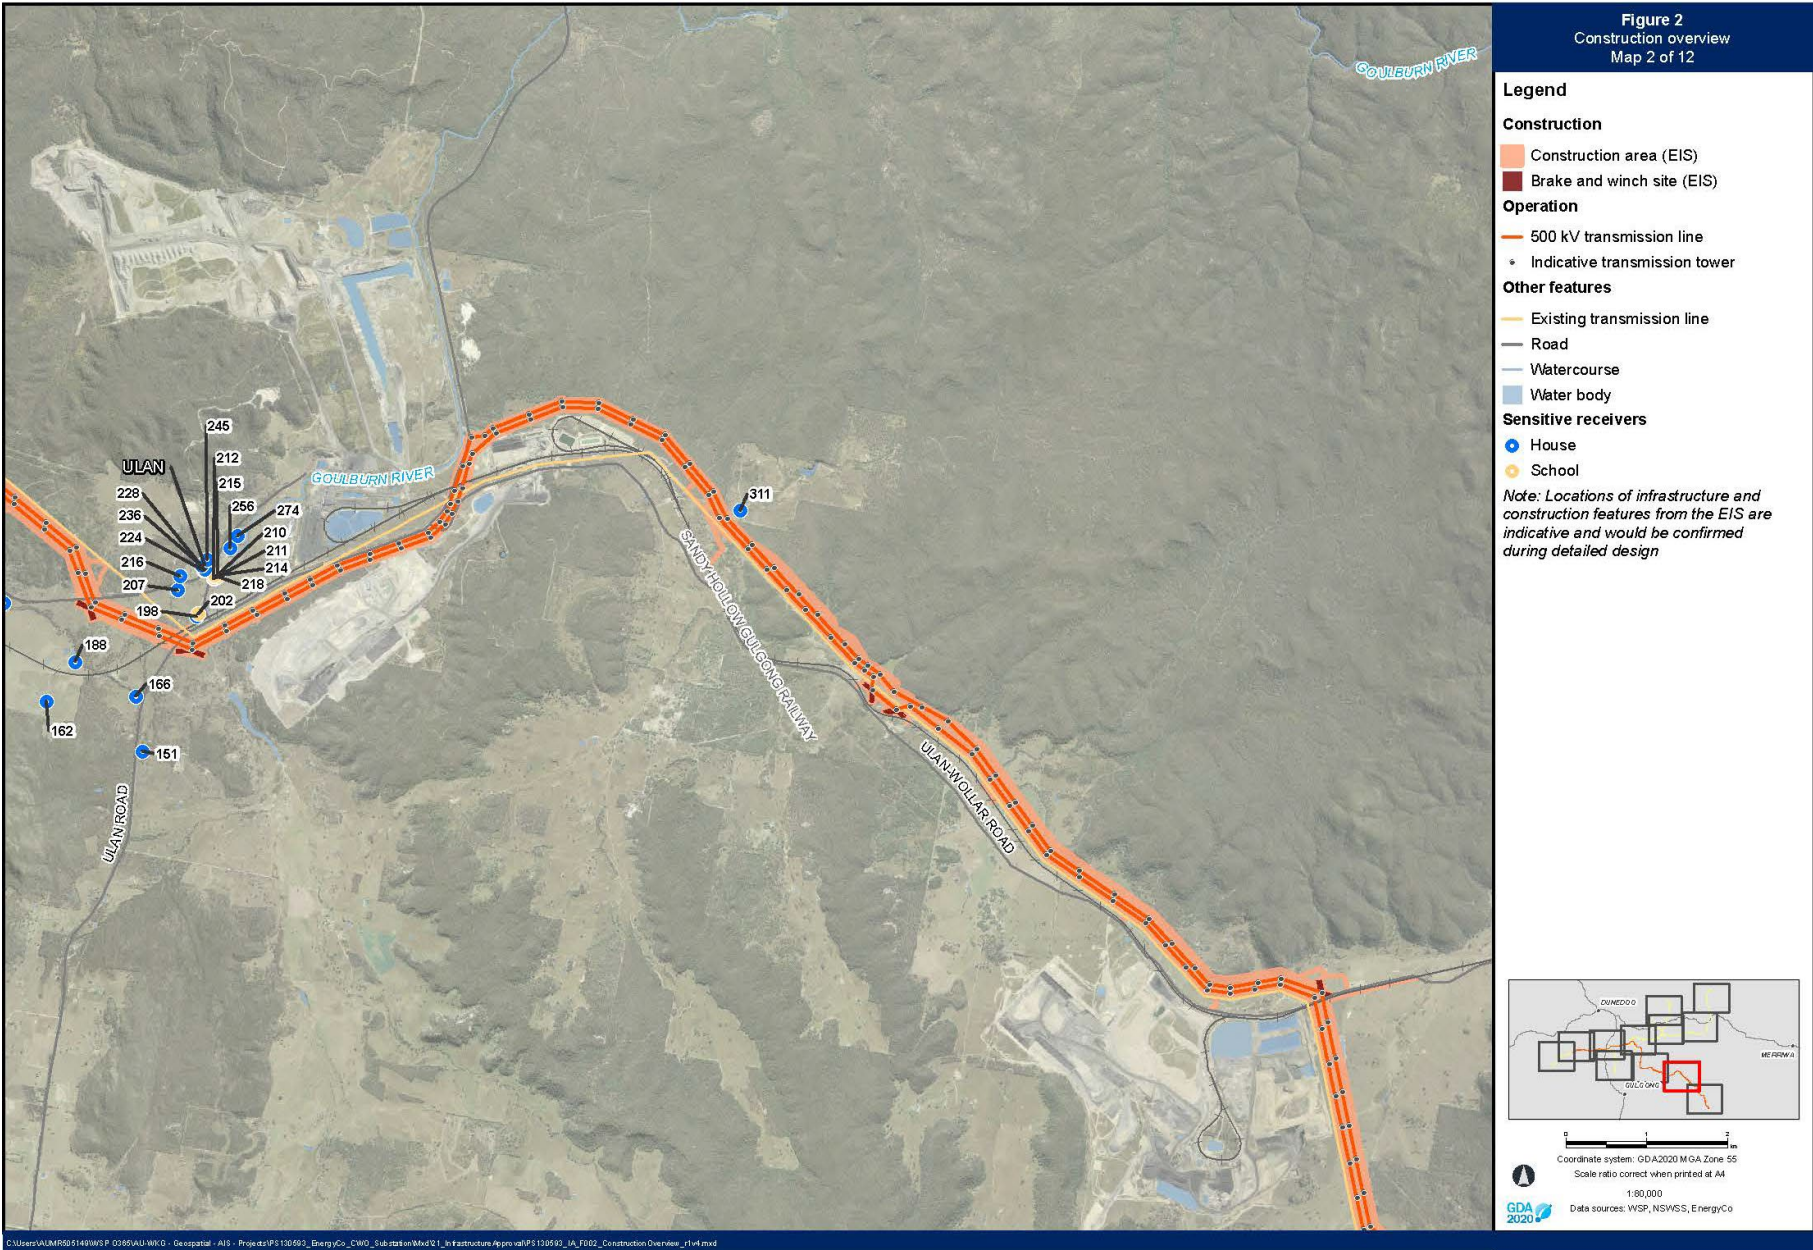 Figure 2
Construction overview
Map 2 of 12
Legend
Construction
Construction area (EIS)
Brake and winch site (EIS)
Operation
500 kV transmission line
Indicative transmission tower
Other features
Existing transmission line
Road
Watercourse
Water body
Sensitive receivers
House
School
Note: Locations of infrastructure and
construction features from the EIS are
indicative and would be confirmed
during detailed design
GOULBURN RIVER
GOULBURN RIVER
245
ULAN
212
228
215
236
256
274
224
210
211
216
214
207
218
198
202
188
166
162
151
311
SANDY HOLLOW GULGONG RAILWAY
ULAN-WOLLAR ROAD
ULAN ROAD
DUNEDOO
MERRIWA
GULGONG
0 1 2
km
Coordinate system: GDA2020 MGA Zone 55
Scale ratio correct when printed at A4
1:80,000
GDA
2020
Data sources: WSP, NSWSS, EnergyCo